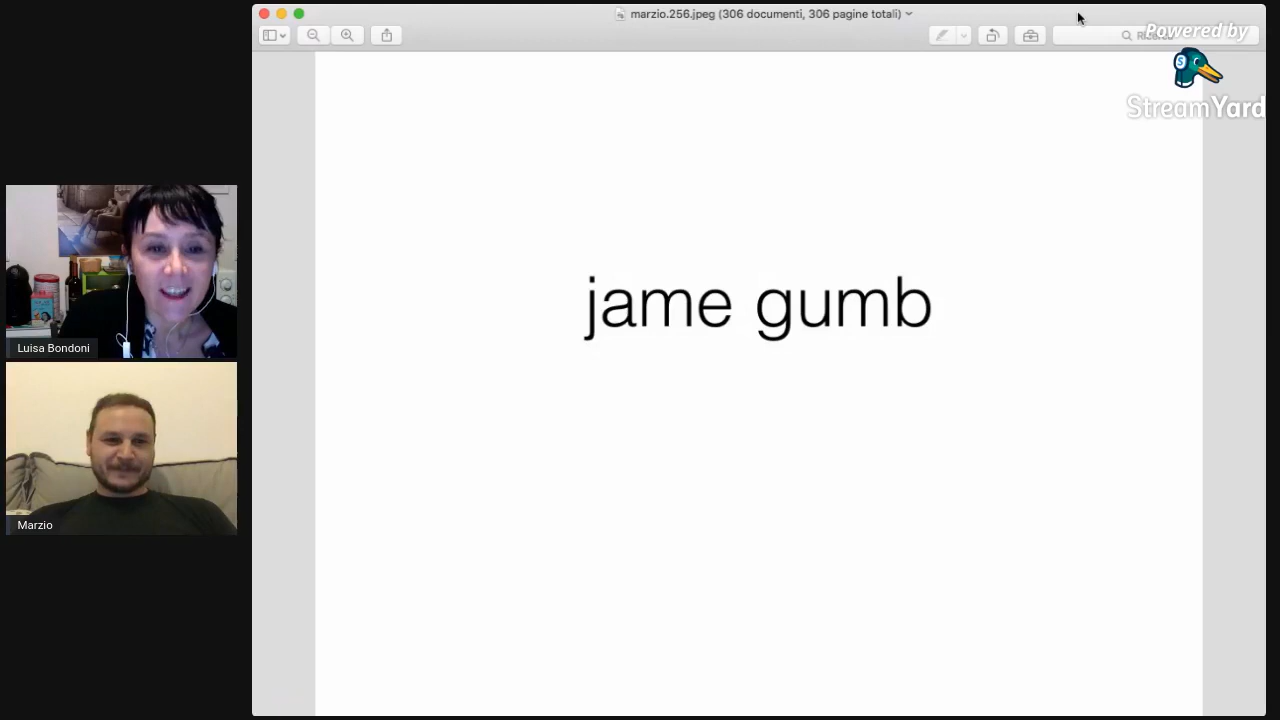 marzio.256.jpeg (306 documenti, 306 pagine totali)
Powered by
StreamYard
jame gumb
Luisa Bondoni
Marzio